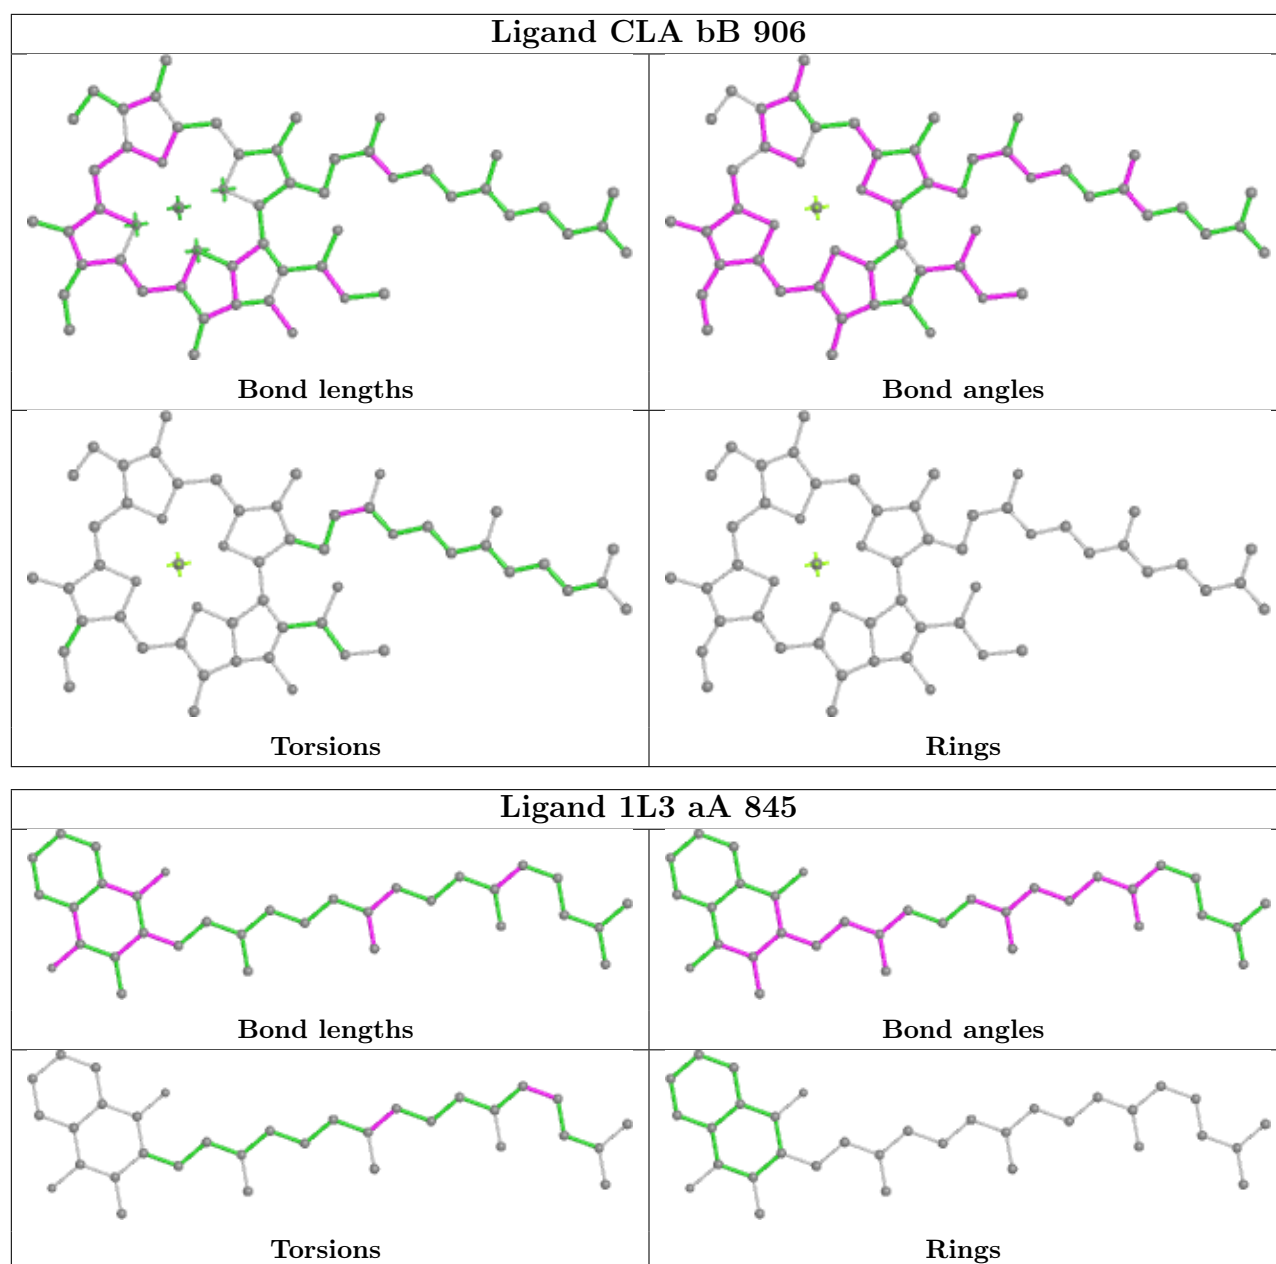 Ligand CLA bB 906
Bond lengths
Bond angles
Torsions
Rings
Ligand 1L3 aA 845
Bond lengths
Bond angles
Torsions
Rings